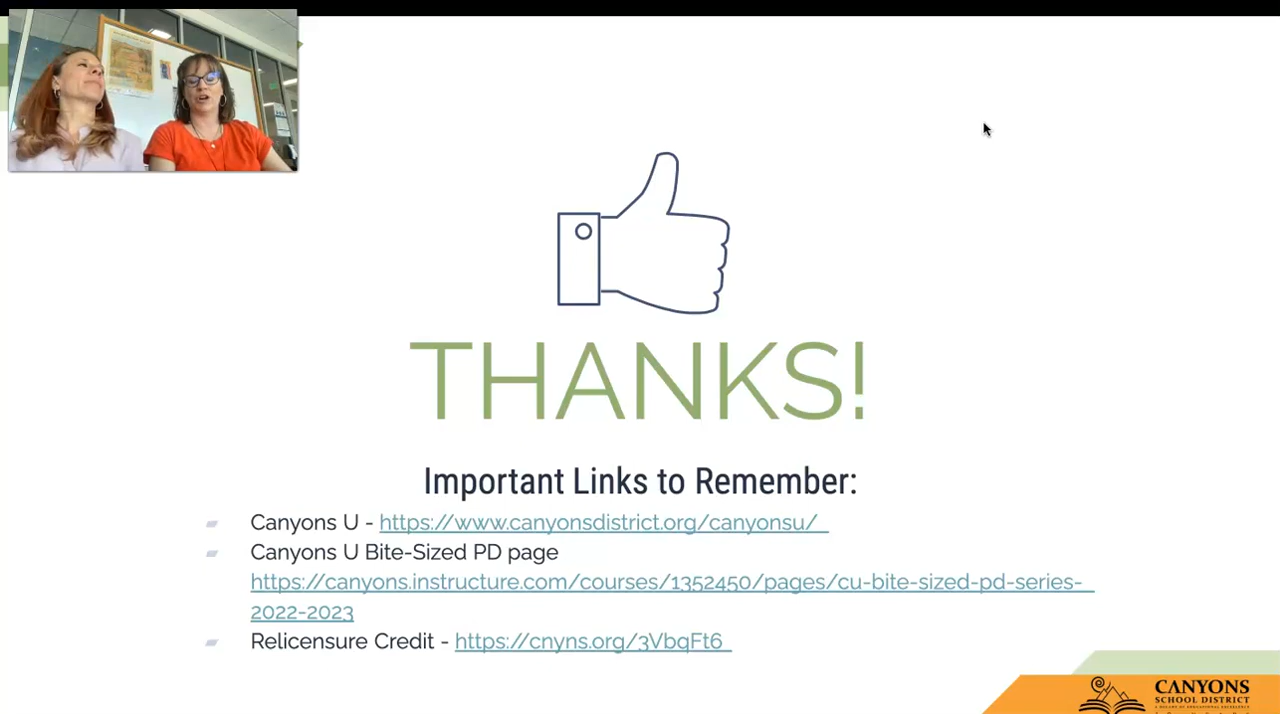 THANKS!
Important Links to Remember:
Canyons U - https://www.canyonsdistrict.org/canyonsu/
Canyons U Bite-Sized PD page
https://canyons.instructure.com/courses/1352450/pages/cu-bite-sized-pd-series-
2022-2023
Relicensure Credit - https://cnyns.org/3VbqFt6
CANYONS
SCHOOL DISTRICT